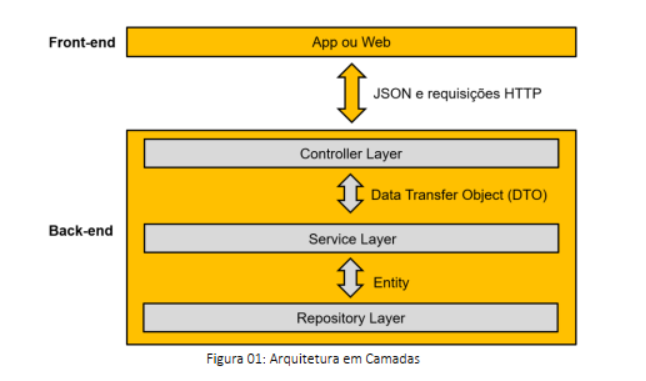 Front-end
App ou Web
JSON e requisições HTTP
Controller Layer
Data Transfer Object (DTO)
Back-end
Service Layer
Entity
Repository Layer
Figura 01: Arquitetura em Camadas